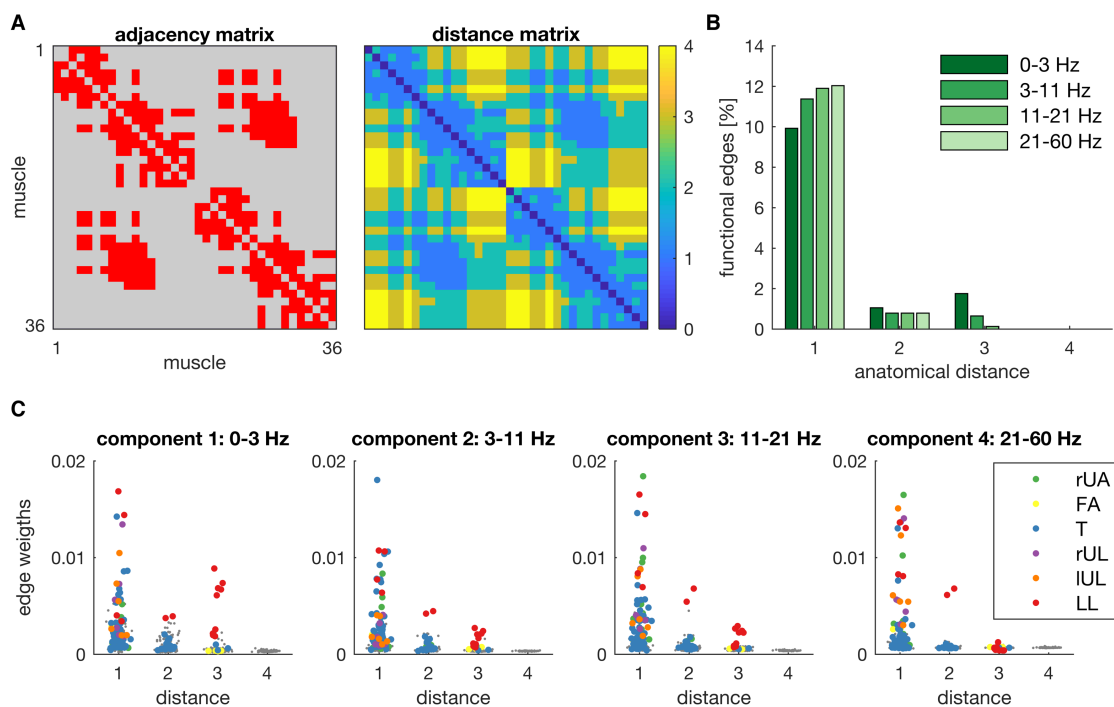 A
adjacency matrix
distance matrix
1
muscle
36
1
36
muscle
4
3
2
1
0
B
14
12
10
8
6
4
2
0
functional edges [%]
0-3 Hz
3-11 Hz
11-21 Hz
21-60 Hz
1 2 3 4
anatomical distance
C
component 1: 0-3 Hz
component 2: 3-11 Hz
component 3: 11-21 Hz
component 4: 21-60 Hz
edge weigths
0.02
0.01
0
1 2 3 4
distance
0.02
0.01
0
1 2 3 4
distance
0.02
0.01
0
1 2 3 4
distance
0.02
0.01
0
1 2 3 4
distance
rUA
FA
T
rUL
lUL
LL